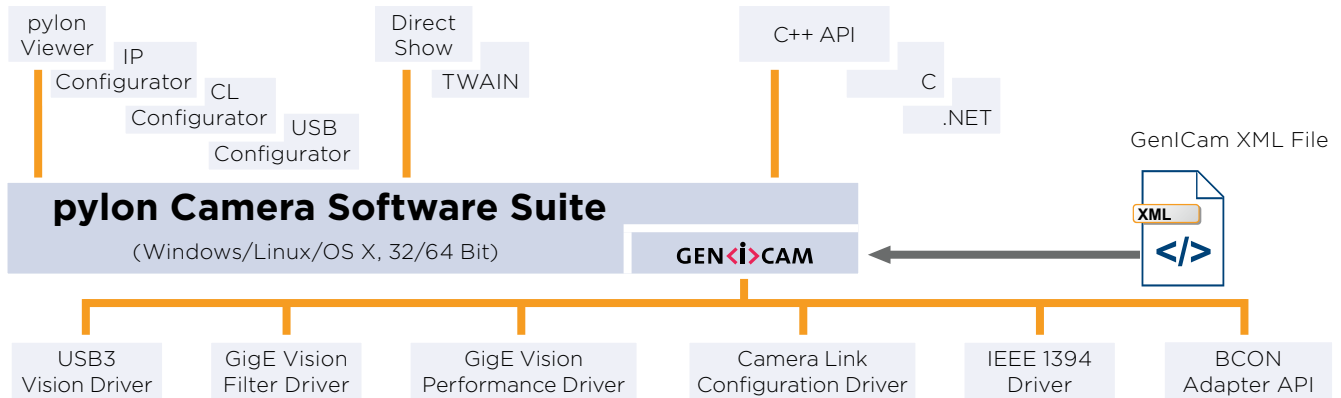 pylon
Viewer
IP
Configurator
CL
Configurator
USB
Configurator
Direct
Show
TWAIN
C++ API
C
.NET
GenICam XML File
XML
</>
pylon Camera Software Suite
(Windows/Linux/OS X, 32/64 Bit)
GEN<i>CAM
USB3
Vision Driver
GigE Vision
Filter Driver
GigE Vision
Performance Driver
Camera Link
Configuration Driver
IEEE 1394
Driver
BCON
Adapter API